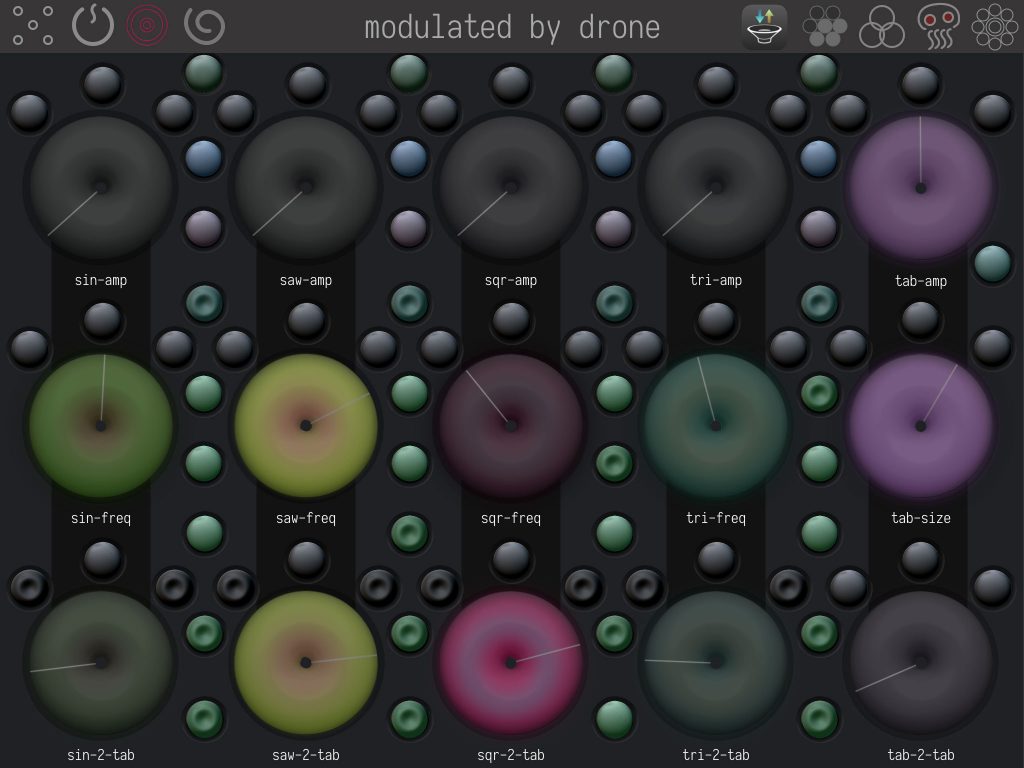 modulated by drone
sin-amp saw-amp sqr-amp tri-amp tab-amp
sin-freq saw-freq sqr-freq tri-freq tab-size
sin-2-tab saw-2-tab sqr-2-tab tri-2-tab tab-2-tab